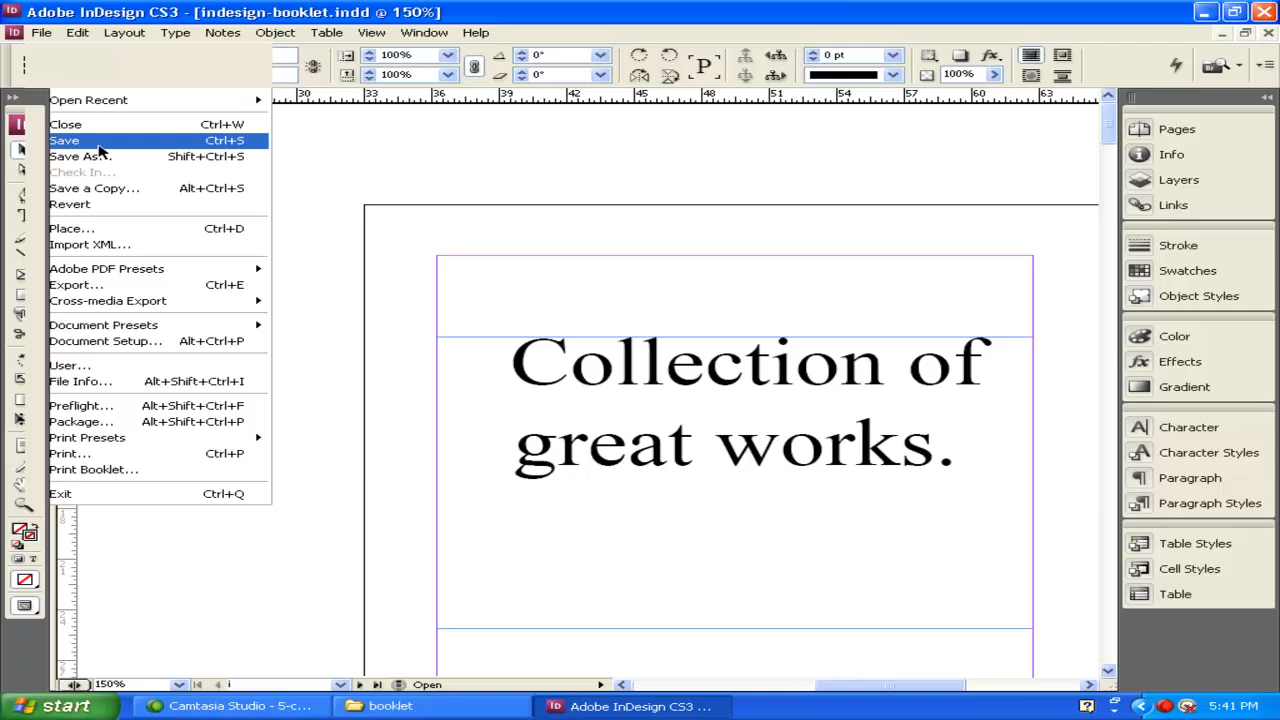 Adobe InDesign CS3 - [indesign-booklet.indd @ 150%]
File Edit Layout Type Notes Object Table View Window Help
100% 0° 0 pt
100% 0° P 100%
Open Recent
30 33 36 39 42 45 48 51 54 57 60 63
Close Ctrl+W
Save Ctrl+S
Save As... Shift+Ctrl+S
Check In...
Save a Copy... Alt+Ctrl+S
Revert
Place... Ctrl+D
Import XML...
Adobe PDF Presets
Export... Ctrl+E
Cross-media Export
Document Presets
Document Setup... Alt+Ctrl+P
User...
File Info... Alt+Shift+Ctrl+I
Preflight... Alt+Shift+Ctrl+F
Package... Alt+Shift+Ctrl+P
Print Presets
Print... Ctrl+P
Print Booklet...
Exit Ctrl+Q
Collection of
great works.
Pages
Info
Layers
Links
Stroke
Swatches
Object Styles
Color
fx Effects
Gradient
Character
Character Styles
Paragraph
Paragraph Styles
Table Styles
Cell Styles
Table
150% i Open
start Camtasia Studio - 5-c... booklet Adobe InDesign CS3 ... 5:41 PM